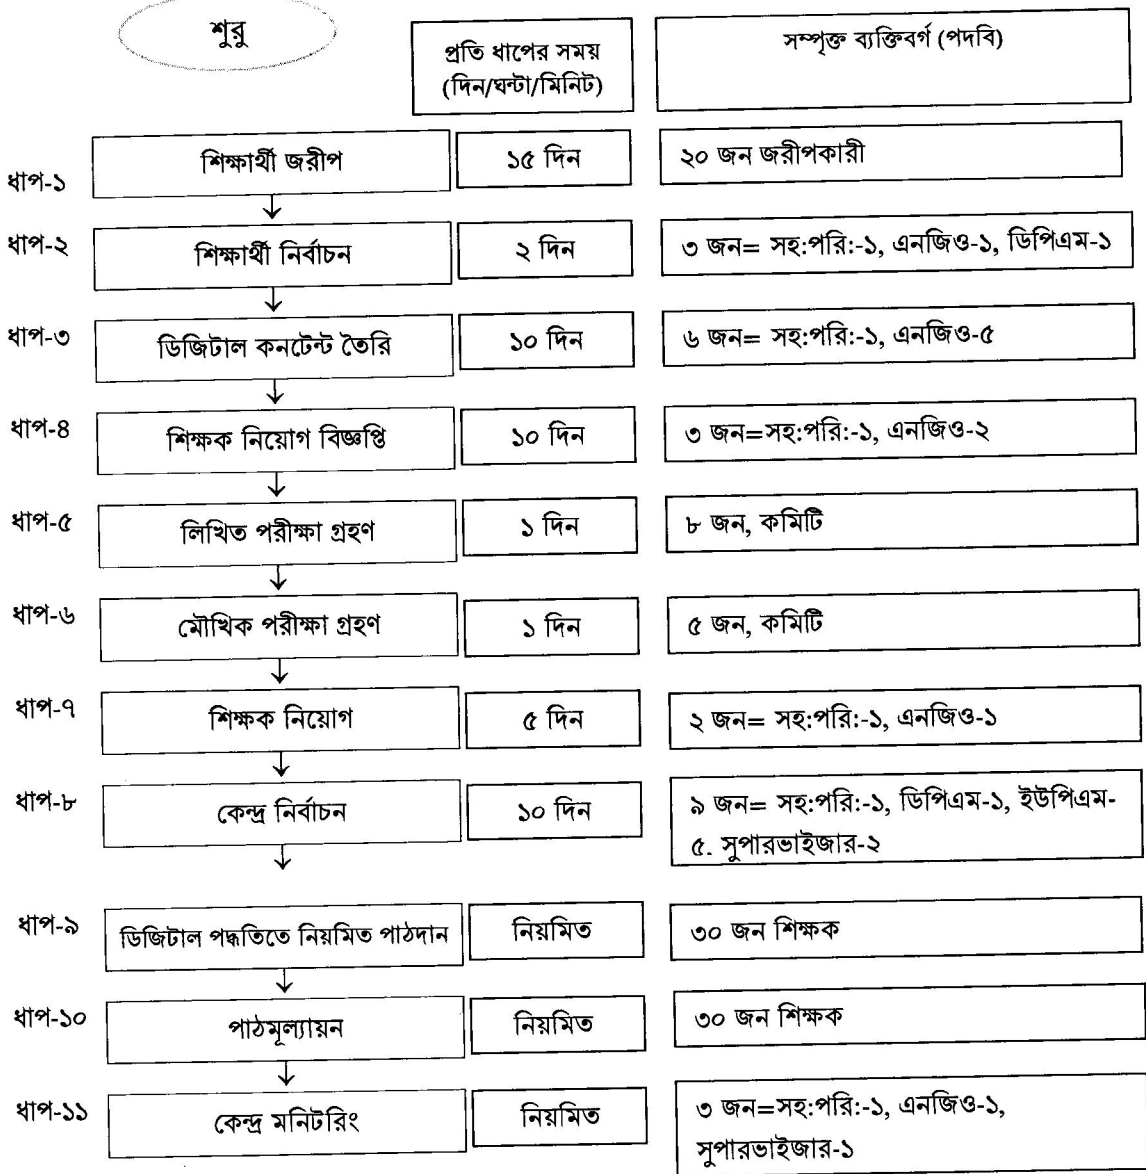 শুরু
প্রতি ধাপের সময়
(দিন/ঘন্টা/মিনিট)
সম্পৃক্ত ব্যক্তিবর্গ (পদবি)
ধাপ-১ শিক্ষার্থী জরীপ ১৫ দিন ২০ জন জরীপকারী
ধাপ-২ শিক্ষার্থী নির্বাচন ২ দিন ৩ জন= সহ:পরি:-১, এনজিও-১, ডিপিএম-১
ধাপ-৩ ডিজিটাল কনটেন্ট তৈরি ১০ দিন ৬ জন= সহ:পরি:-১, এনজিও-৫
ধাপ-৪ শিক্ষক নিয়োগ বিজ্ঞপ্তি ১০ দিন ৩ জন=সহ:পরি:-১, এনজিও-২
ধাপ-৫ লিখিত পরীক্ষা গ্রহণ ১ দিন ৮ জন, কমিটি
ধাপ-৬ মৌখিক পরীক্ষা গ্রহণ ১ দিন ৫ জন, কমিটি
ধাপ-৭ শিক্ষক নিয়োগ ৫ দিন ২ জন= সহ:পরি:-১, এনজিও-১
ধাপ-৮ কেন্দ্র নির্বাচন ১০ দিন ৯ জন= সহ:পরি:-১, ডিপিএম-১, ইউপিএম-
৫. সুপারভাইজার-২
ধাপ-৯ ডিজিটাল পদ্ধতিতে নিয়মিত পাঠদান নিয়মিত ৩০ জন শিক্ষক
ধাপ-১০ পাঠমূল্যায়ন নিয়মিত ৩০ জন শিক্ষক
ধাপ-১১ কেন্দ্র মনিটরিং নিয়মিত ৩ জন=সহ:পরি:-১, এনজিও-১,
সুপারভাইজার-১